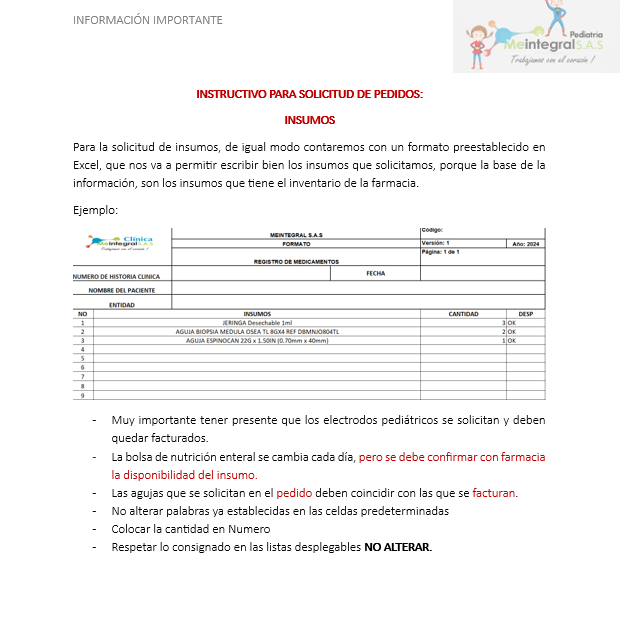 INFORMACIÓN IMPORTANTE
Pediatria
MeintegralS.A.S
Trabajamos con el corazón !
INSTRUCTIVO PARA SOLICITUD DE PEDIDOS:
INSUMOS
Para la solicitud de insumos, de igual modo contaremos con un formato preestablecido en
Excel, que nos va a permitir escribir bien los insumos que solicitamos, porque la base de la
información, son los insumos que tiene el inventario de la farmacia.
Ejemplo:
Clínica
Meintegral S.A.S
Trabajamos con el corazón !
MEINTEGRAL S.A.S
FORMATO
REGISTRO DE MEDICAMENTOS
Código:
Versión: 1 Año: 2024
Página: 1 de 1
NUMERO DE HISTORIA CLINICA FECHA
NOMBRE DEL PACIENTE
ENTIDAD
NO INSUMOS CANTIDAD DESP
1 JERINGA Desechable 1ml 3 OK
2 AGUJA BIOPSIA MEDULA OSEA TL 8GX4 REF DBMNJ0804TL 2 OK
3 AGUJA ESPINOCAN 22G x 1.50IN (0.70mm x 40mm) 1 OK
4
5
6
7
8
9
- Muy importante tener presente que los electrodos pediátricos se solicitan y deben
quedar facturados.
- La bolsa de nutrición enteral se cambia cada día, pero se debe confirmar con farmacia
la disponibilidad del insumo.
- Las agujas que se solicitan en el pedido deben coincidir con las que se facturan.
- No alterar palabras ya establecidas en las celdas predeterminadas
- Colocar la cantidad en Numero
- Respetar lo consignado en las listas desplegables NO ALTERAR.